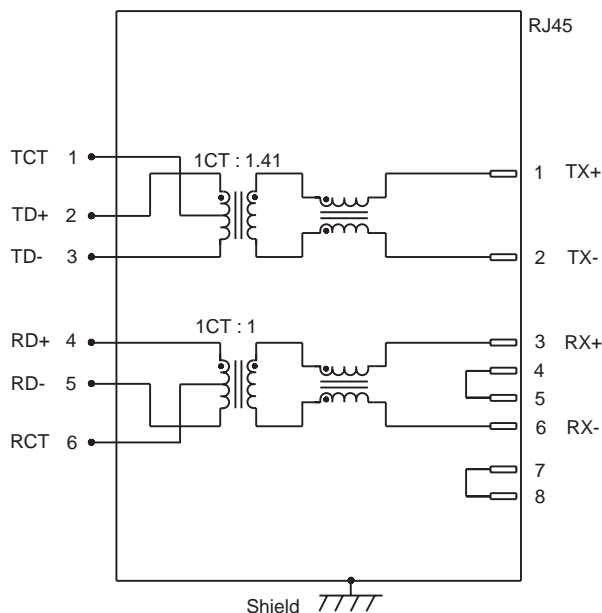 RJ45
TCT 1
1CT : 1.41
1 TX+
TD+ 2
TD- 3
2 TX-
1CT : 1
RD+ 4
3 RX+
4
RD- 5
5
6 RX-
RCT 6
7
8
Shield